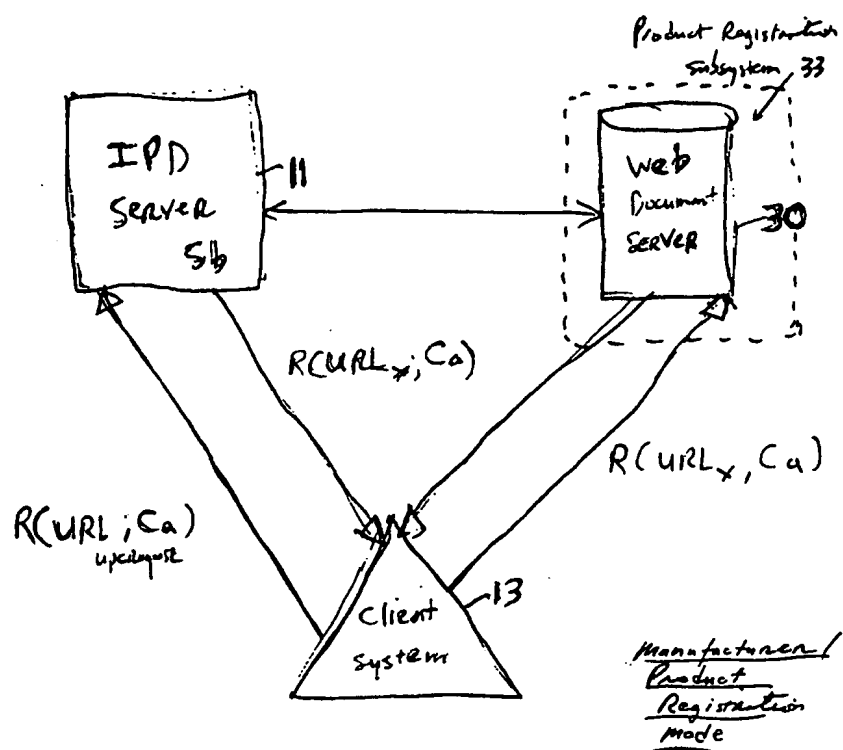 Product Registration
subsystem 33
IPD
Server
11
Web
Document
Server
30
R(URLx; Ca)
R(URLx, Ca)
R(URL; Ca)
Client
system
13
Manufacturer/
Product
Registration
mode